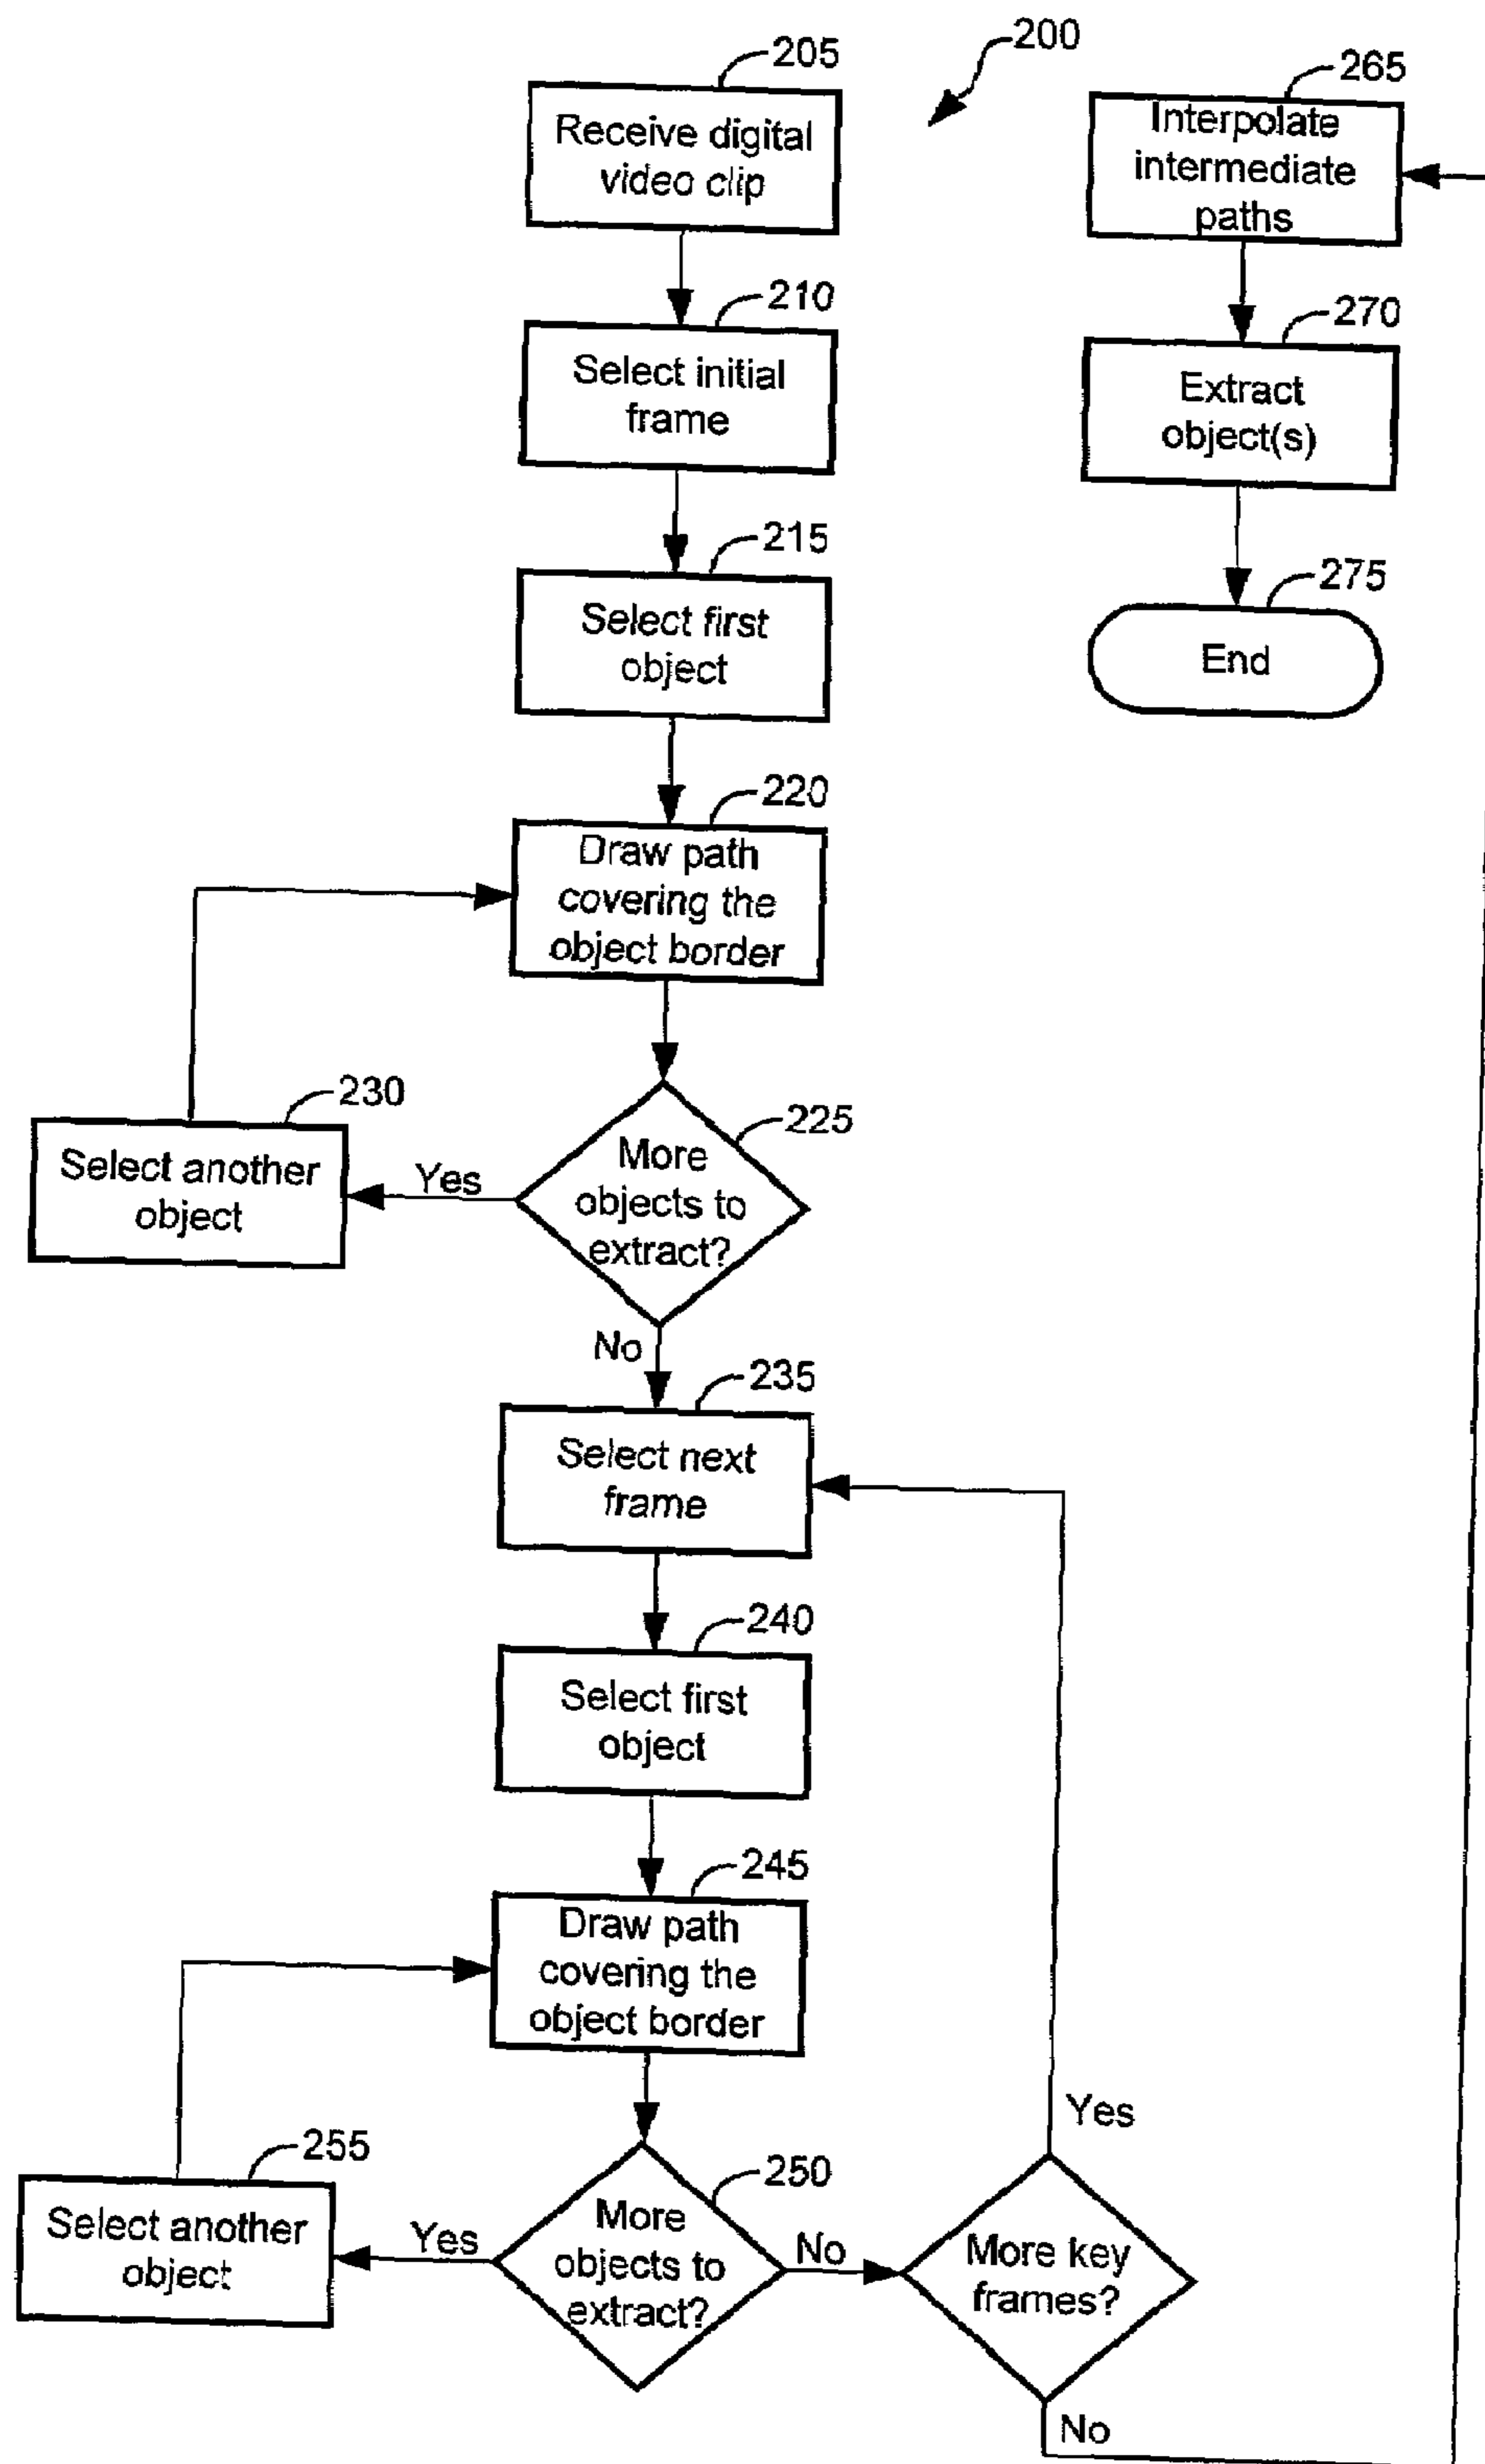 200
205
Receive digital
video clip
210
Select initial
frame
215
Select first
object
220
Draw path
covering the
object border
225
More
objects to
extract?
Yes
230
Select another
object
No
235
Select next
frame
240
Select first
object
245
Draw path
covering the
object border
250
More
objects to
extract?
Yes
255
Select another
object
No
More key
frames?
Yes
No
265
Interpolate
intermediate
paths
270
Extract
object(s)
275
End